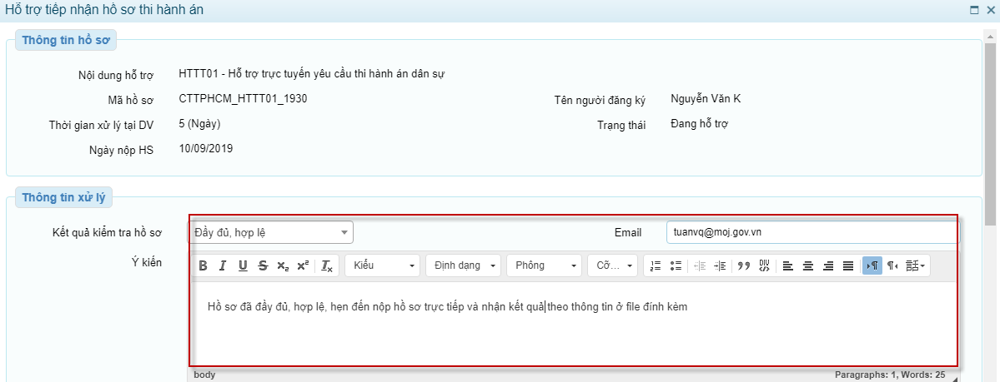 Hỗ trợ tiếp nhận hồ sơ thi hành án
Thông tin hồ sơ
Nội dung hỗ trợ HTTT01 - Hỗ trợ trực tuyến yêu cầu thi hành án dân sự
Mã hồ sơ CTTPHCM_HTTT01_1930 Tên người đăng ký Nguyễn Văn K
Thời gian xử lý tại DV 5 (Ngày) Trạng thái Đang hỗ trợ
Ngày nộp HS 10/09/2019
Thông tin xử lý
Kết quả kiểm tra hồ sơ Đầy đủ, hợp lệ Email tuanvq@moj.gov.vn
Ý kiến B I U S x₂ x² Iₓ Kiểu Định dạng Phông Cỡ... DIV 話
Hồ sơ đã đầy đủ, hợp lệ, hẹn đến nộp hồ sơ trực tiếp và nhận kết quả theo thông tin ở file đính kèm
body Paragraphs: 1, Words: 25